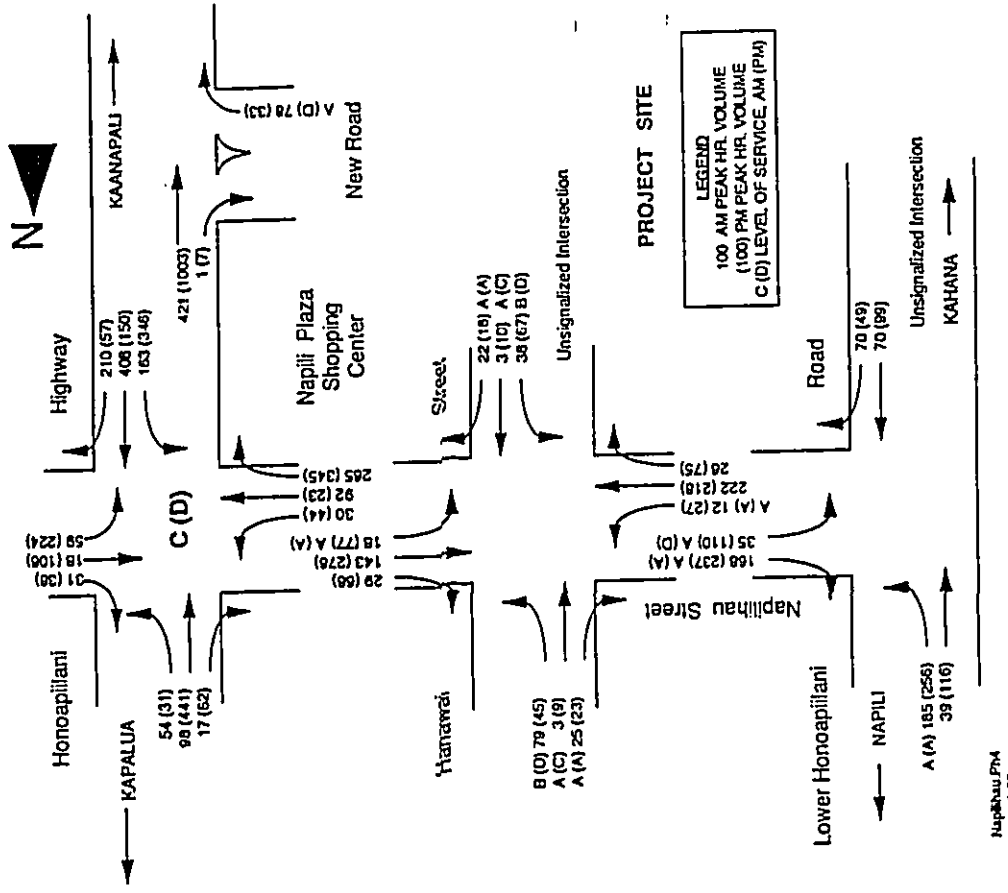 N
Honoapiilani
Highway
KAPALUA
KAANAPALI
31 (38)
18 (106)
59 (224)
210 (57)
408 (150)
163 (346)
C (D)
54 (31)
98 (441)
17 (62)
421 (1003)
1 (7)
A (D) 78 (33)
New Road
Napili Plaza
Shopping
Center
30 (44)
92 (23)
265 (345)
29 (68)
143 (276)
18 (77) A (A)
Hanawai
Street
22 (18) A (A)
3 (10) A (C)
38 (67) B (D)
B (D) 79 (45)
A (C) 3 (9)
A (A) 25 (23)
Unsignalized Intersection
A (A) 12 (27)
222 (218)
26 (75)
PROJECT SITE
LEGEND
100 AM PEAK HR. VOLUME
(100) PM PEAK HR. VOLUME
C (D) LEVEL OF SERVICE, AM (PM)
168 (237) A (A)
35 (110) A (D)
Napilihau Street
Lower Honoapiilani
Road
NAPILI
70 (49)
70 (99)
A (A) 185 (256)
39 (116)
Unsignalized Intersection
KAHANA